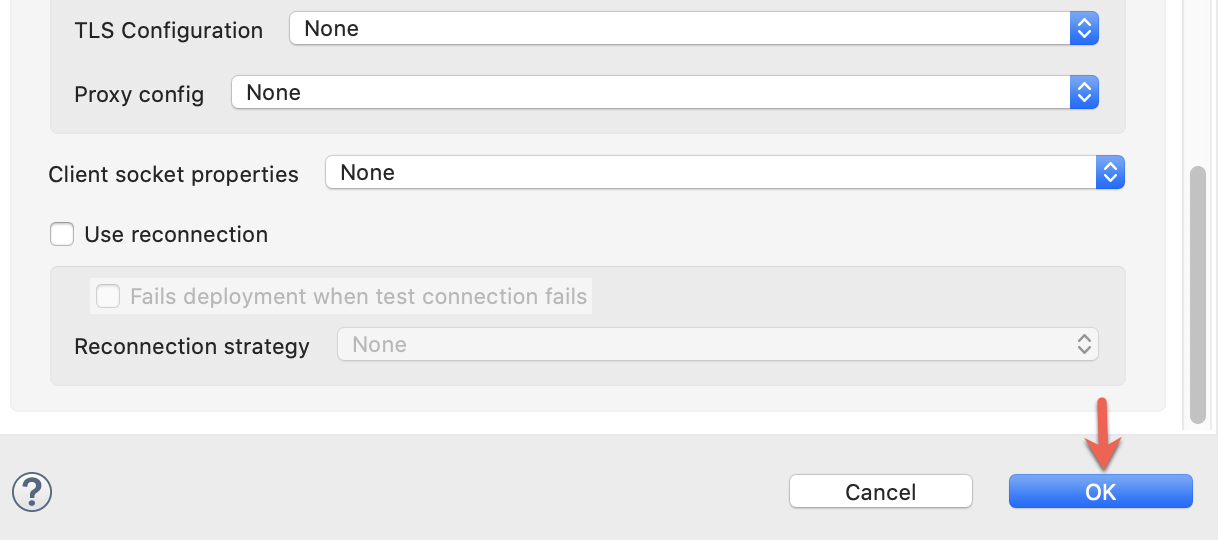 TLS Configuration None
Proxy config None
Client socket properties None
Use reconnection
Fails deployment when test connection fails
Reconnection strategy None
? Cancel OK